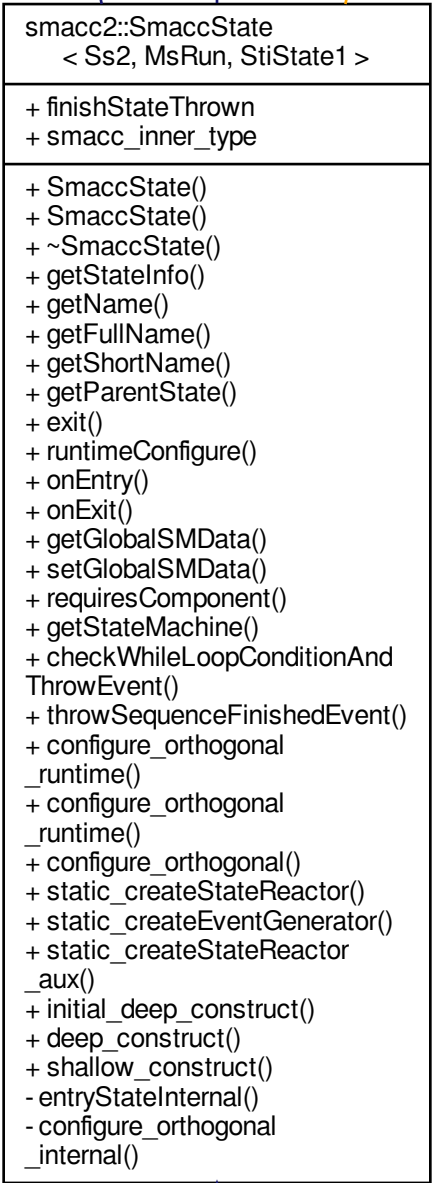 smacc2::SmaccState
< Ss2, MsRun, StiState1 >
+ finishStateThrown
+ smacc_inner_type
+ SmaccState()
+ SmaccState()
+ ~SmaccState()
+ getStateInfo()
+ getName()
+ getFullName()
+ getShortName()
+ getParentState()
+ exit()
+ runtimeConfigure()
+ onEntry()
+ onExit()
+ getGlobalSMData()
+ setGlobalSMData()
+ requiresComponent()
+ getStateMachine()
+ checkWhileLoopConditionAnd
ThrowEvent()
+ throwSequenceFinishedEvent()
+ configure_orthogonal
_runtime()
+ configure_orthogonal
_runtime()
+ configure_orthogonal()
+ static_createStateReactor()
+ static_createEventGenerator()
+ static_createStateReactor
_aux()
+ initial_deep_construct()
+ deep_construct()
+ shallow_construct()
- entryStateInternal()
- configure_orthogonal
_internal()